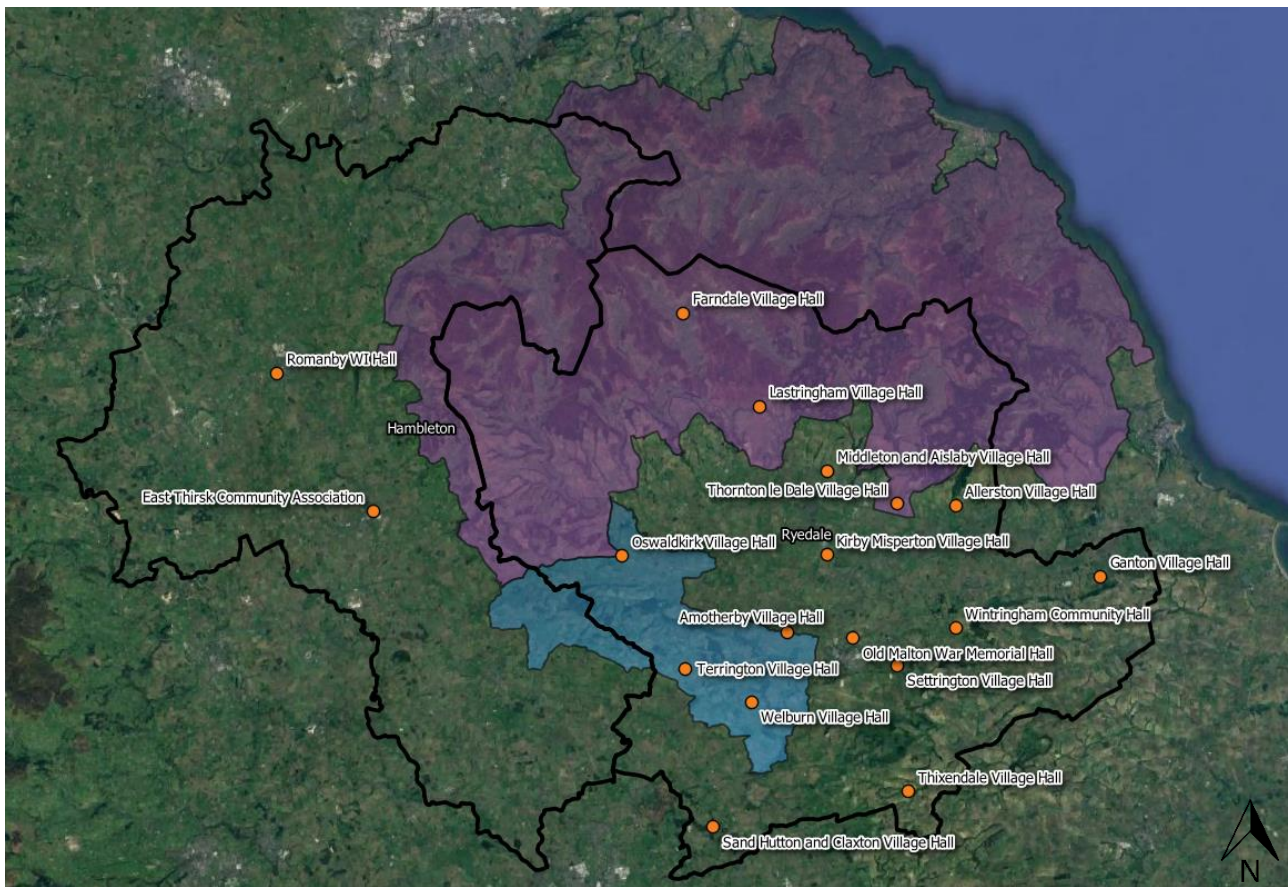 Farndale Village Hall
Romanby WI Hall
Lastringham Village Hall
Hambleton
Middleton and Aislaby Village Hall
Thornton le Dale Village Hall
Allerston Village Hall
East Thirsk Community Association
Ryedale
Oswaldkirk Village Hall
Kirby Misperton Village Hall
Ganton Village Hall
Amotherby Village Hall
Wintringham Community Hall
Old Malton War Memorial Hall
Terrington Village Hall
Settrington Village Hall
Welburn Village Hall
Thixendale Village Hall
Sand Hutton and Claxton Village Hall
N